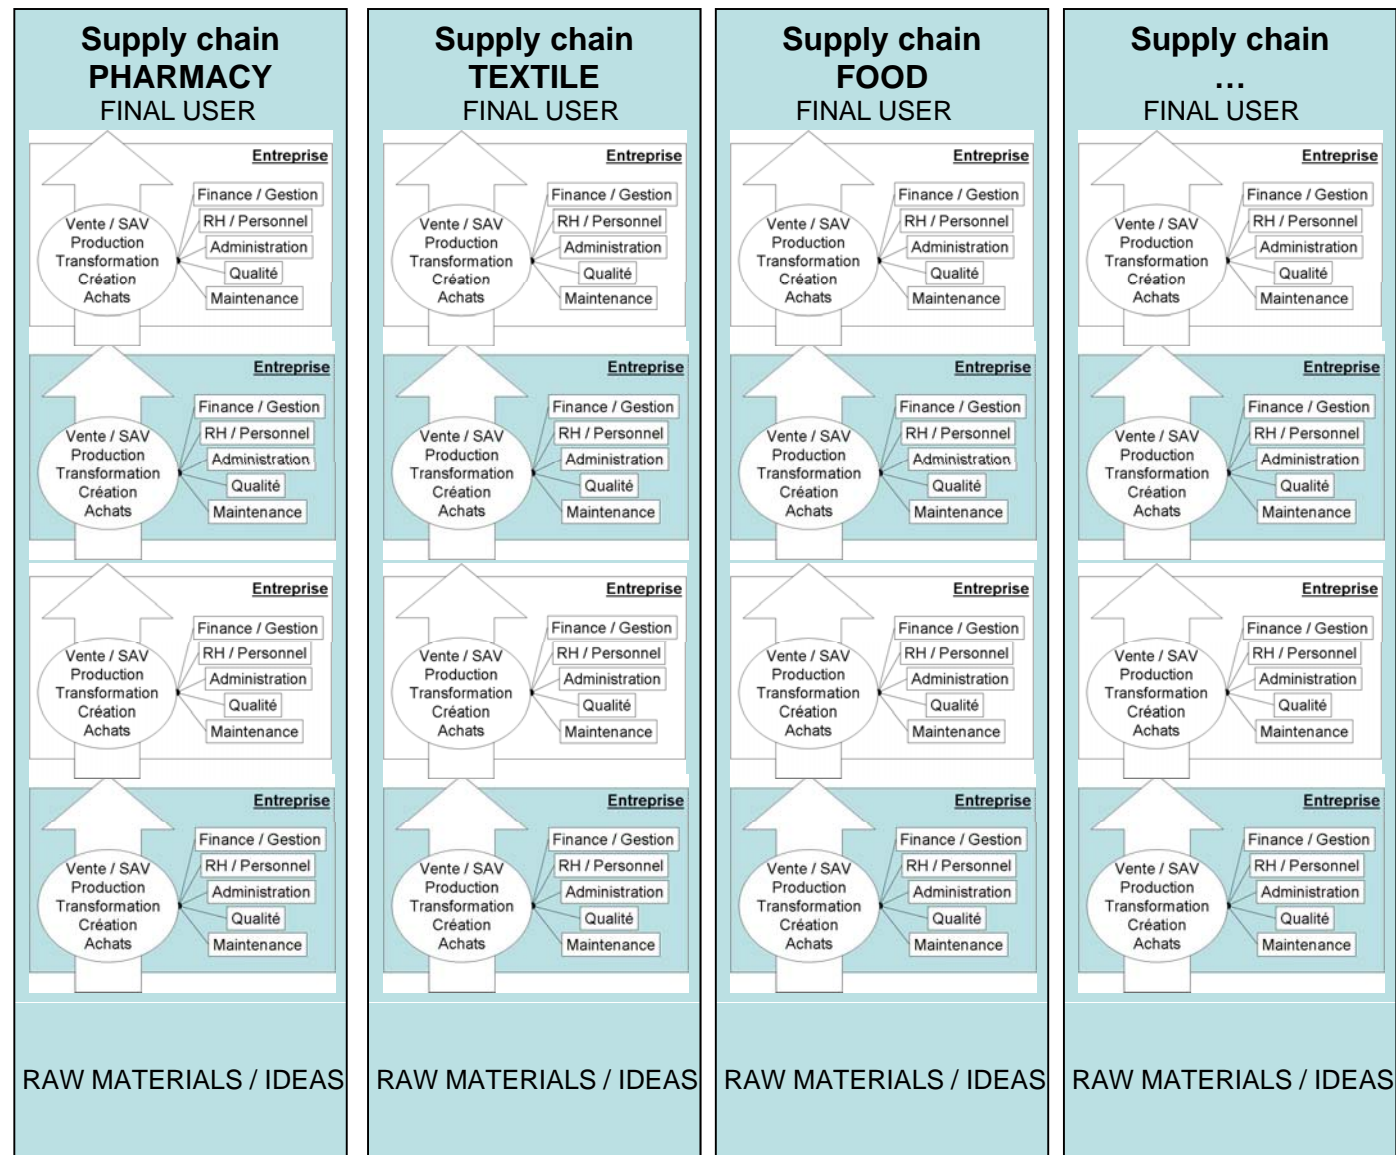 Supply chain
PHARMACY
FINAL USER
Entreprise
Finance / Gestion
RH / Personnel
Administration
Qualité
Maintenance
Vente / SAV
Production
Transformation
Création
Achats
Entreprise
Finance / Gestion
RH / Personnel
Administration
Qualité
Maintenance
Vente / SAV
Production
Transformation
Création
Achats
Entreprise
Finance / Gestion
RH / Personnel
Administration
Qualité
Maintenance
Vente / SAV
Production
Transformation
Création
Achats
Entreprise
Finance / Gestion
RH / Personnel
Administration
Qualité
Maintenance
Vente / SAV
Production
Transformation
Création
Achats
RAW MATERIALS / IDEAS
Supply chain
TEXTILE
FINAL USER
Entreprise
Finance / Gestion
RH / Personnel
Administration
Qualité
Maintenance
Vente / SAV
Production
Transformation
Création
Achats
Entreprise
Finance / Gestion
RH / Personnel
Administration
Qualité
Maintenance
Vente / SAV
Production
Transformation
Création
Achats
Entreprise
Finance / Gestion
RH / Personnel
Administration
Qualité
Maintenance
Vente / SAV
Production
Transformation
Création
Achats
Entreprise
Finance / Gestion
RH / Personnel
Administration
Qualité
Maintenance
Vente / SAV
Production
Transformation
Création
Achats
RAW MATERIALS / IDEAS
Supply chain
FOOD
FINAL USER
Entreprise
Finance / Gestion
RH / Personnel
Administration
Qualité
Maintenance
Vente / SAV
Production
Transformation
Création
Achats
Entreprise
Finance / Gestion
RH / Personnel
Administration
Qualité
Maintenance
Vente / SAV
Production
Transformation
Création
Achats
Entreprise
Finance / Gestion
RH / Personnel
Administration
Qualité
Maintenance
Vente / SAV
Production
Transformation
Création
Achats
Entreprise
Finance / Gestion
RH / Personnel
Administration
Qualité
Maintenance
Vente / SAV
Production
Transformation
Création
Achats
RAW MATERIALS / IDEAS
Supply chain
…
FINAL USER
Entreprise
Finance / Gestion
RH / Personnel
Administration
Qualité
Maintenance
Vente / SAV
Production
Transformation
Création
Achats
Entreprise
Finance / Gestion
RH / Personnel
Administration
Qualité
Maintenance
Vente / SAV
Production
Transformation
Création
Achats
Entreprise
Finance / Gestion
RH / Personnel
Administration
Qualité
Maintenance
Vente / SAV
Production
Transformation
Création
Achats
Entreprise
Finance / Gestion
RH / Personnel
Administration
Qualité
Maintenance
Vente / SAV
Production
Transformation
Création
Achats
RAW MATERIALS / IDEAS